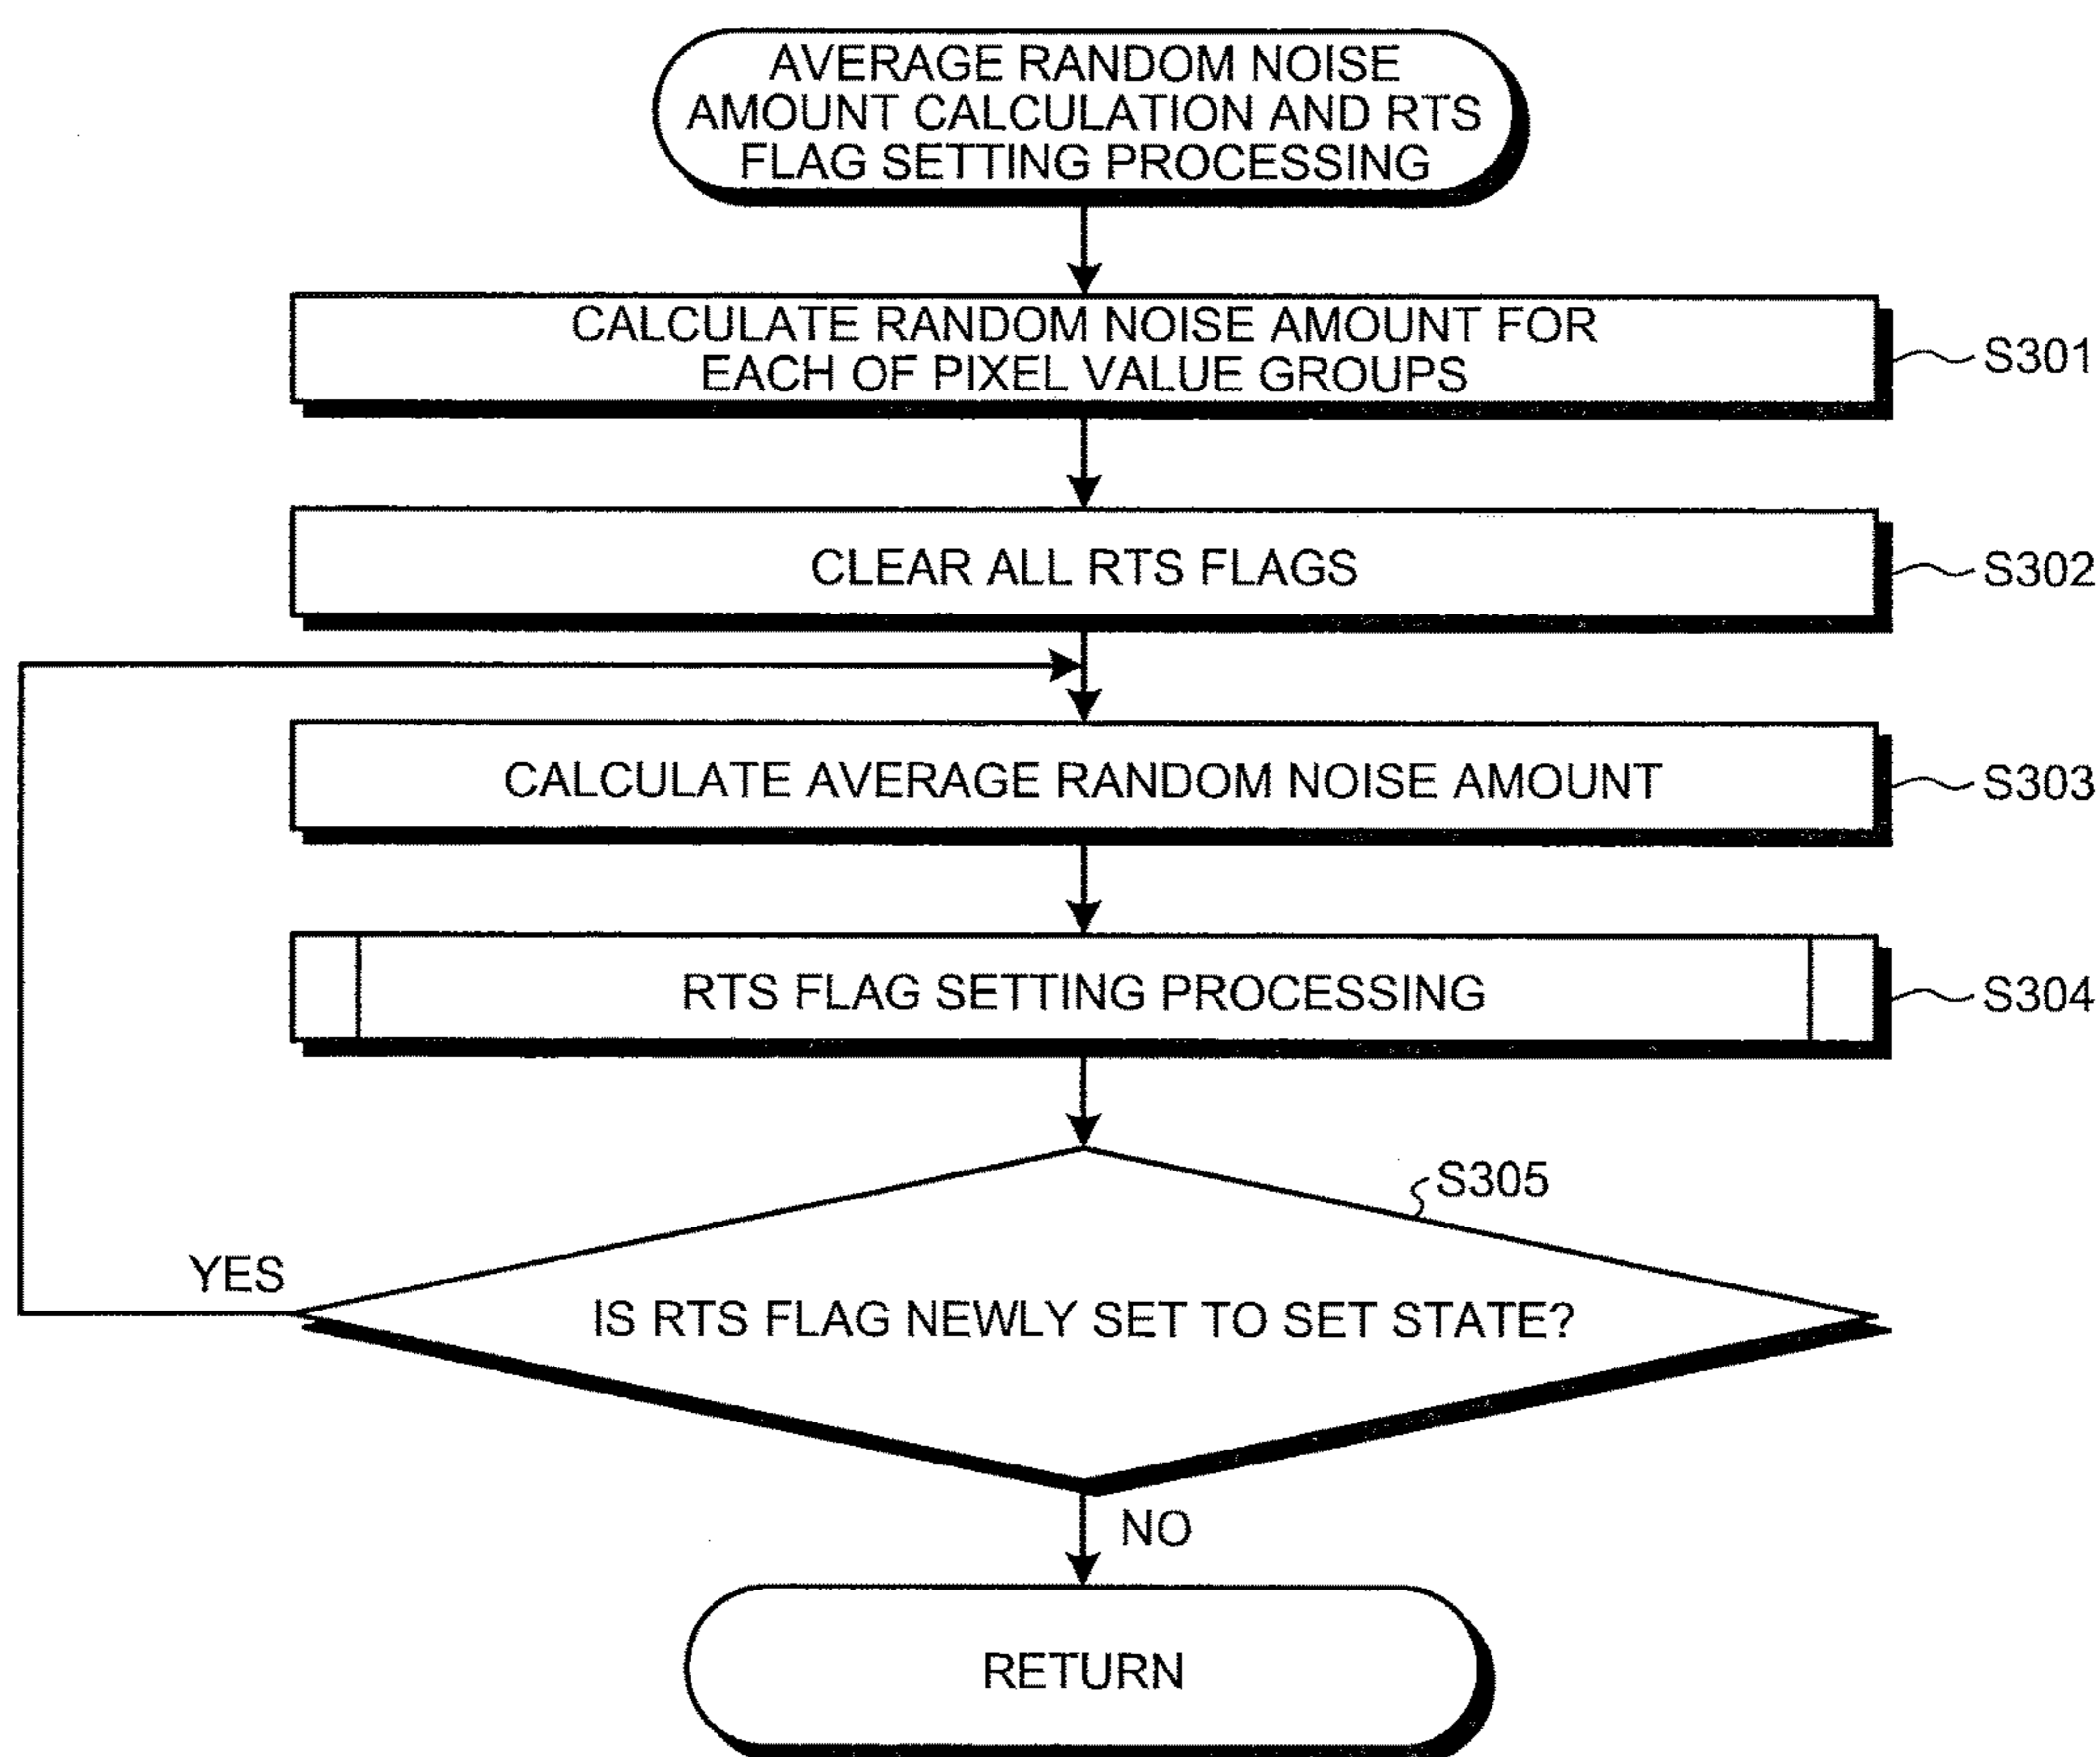 AVERAGE RANDOM NOISE
AMOUNT CALCULATION AND RTS
FLAG SETTING PROCESSING
CALCULATE RANDOM NOISE AMOUNT FOR
EACH OF PIXEL VALUE GROUPS
S301
CLEAR ALL RTS FLAGS
S302
CALCULATE AVERAGE RANDOM NOISE AMOUNT
S303
RTS FLAG SETTING PROCESSING
S304
S305
YES
IS RTS FLAG NEWLY SET TO SET STATE?
NO
RETURN